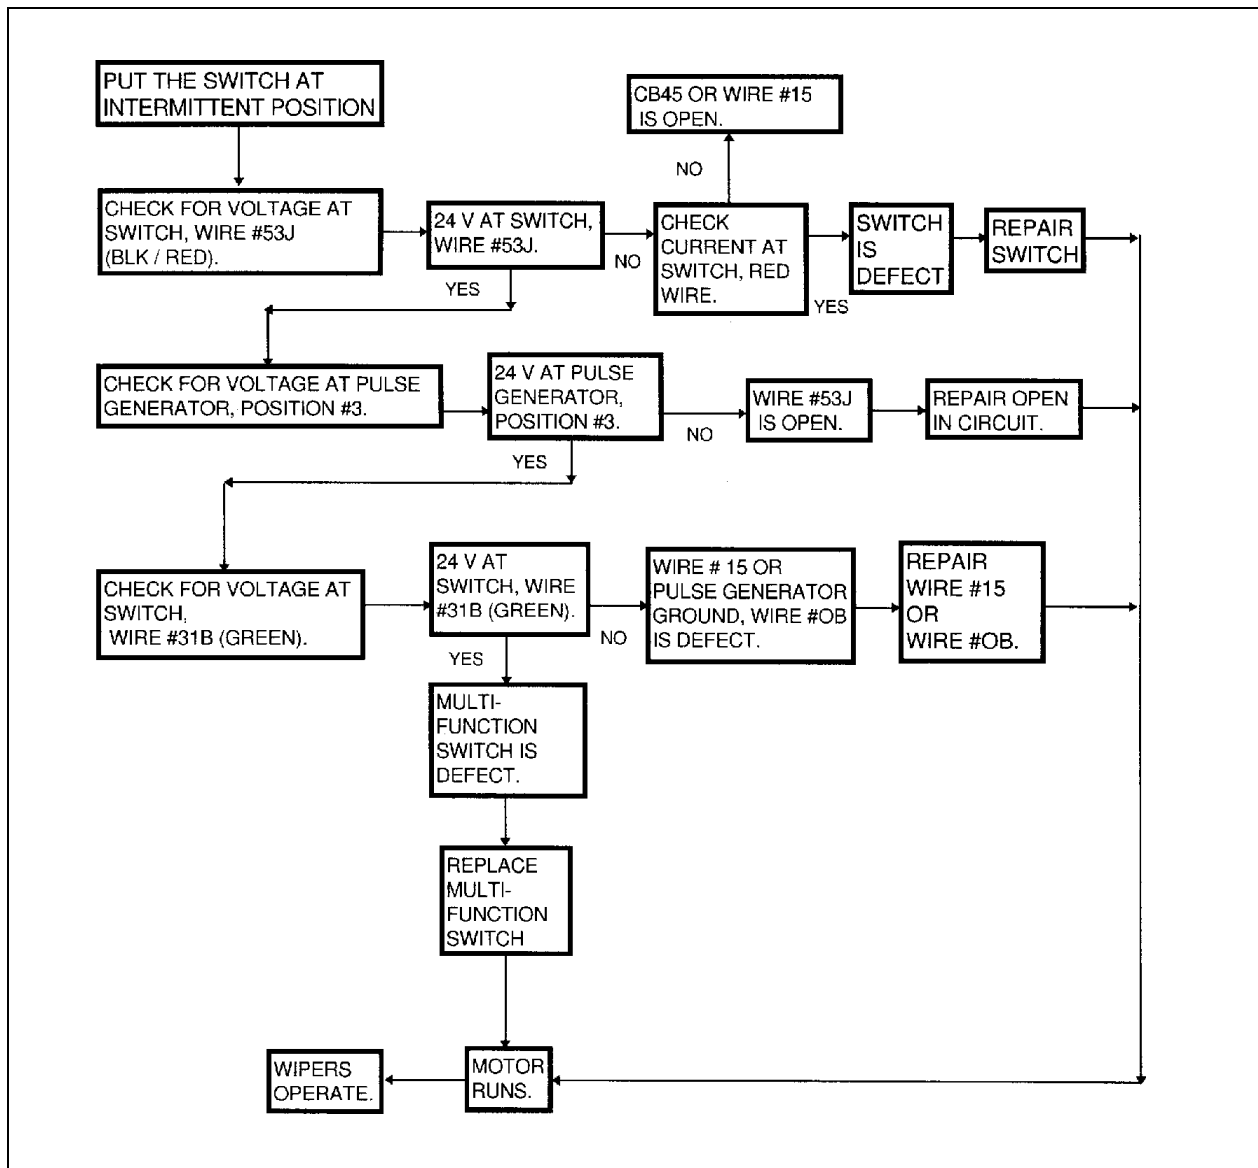 PUT THE SWITCH AT
INTERMITTENT POSITION
CB45 OR WIRE #15
IS OPEN.
NO
CHECK FOR VOLTAGE AT
SWITCH, WIRE #53J
(BLK / RED).
24 V AT SWITCH,
WIRE #53J.
NO
CHECK
CURRENT AT
SWITCH, RED
WIRE.
YES
SWITCH
IS
DEFECT
REPAIR
SWITCH
YES
CHECK FOR VOLTAGE AT PULSE
GENERATOR, POSITION #3.
24 V AT PULSE
GENERATOR,
POSITION #3.
NO
WIRE #53J
IS OPEN.
REPAIR OPEN
IN CIRCUIT.
YES
CHECK FOR VOLTAGE AT
SWITCH,
WIRE #31B (GREEN).
24 V AT
SWITCH, WIRE
#31B (GREEN).
NO
WIRE # 15 OR
PULSE GENERATOR
GROUND, WIRE #OB
IS DEFECT.
REPAIR
WIRE #15
OR
WIRE #OB.
YES
MULTI-
FUNCTION
SWITCH IS
DEFECT.
REPLACE
MULTI-
FUNCTION
SWITCH
WIPERS
OPERATE.
MOTOR
RUNS.